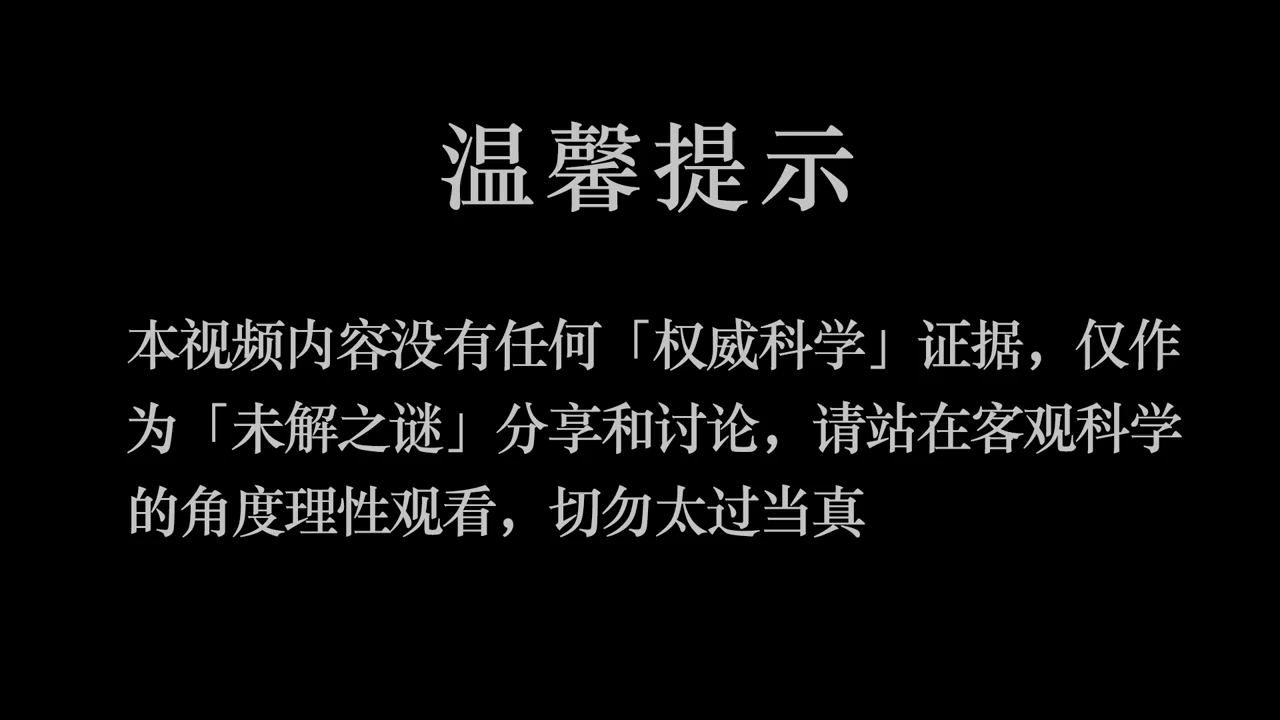 温馨提示
本视频内容没有任何「权威科学」证据，仅作
为「未解之谜」分享和讨论，请站在客观科学
的角度理性观看，切勿太过当真